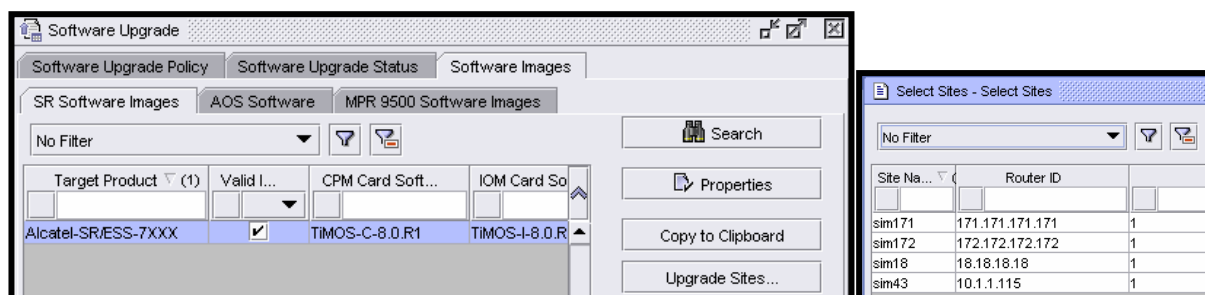 Software Upgrade
Software Upgrade Policy Software Upgrade Status Software Images
SR Software Images AOS Software MPR 9500 Software Images
No Filter
Search
Target Product (1) Valid I... CPM Card Soft... IOM Card So
Properties
Alcatel-SR/ESS-7XXX TiMOS-C-8.0.R1 TiMOS-I-8.0.R
Copy to Clipboard
Upgrade Sites...
Select Sites - Select Sites
No Filter
Site Na... Router ID
sim171 171.171.171.171 1
sim172 172.172.172.172 1
sim18 18.18.18.18 1
sim43 10.1.1.115 1